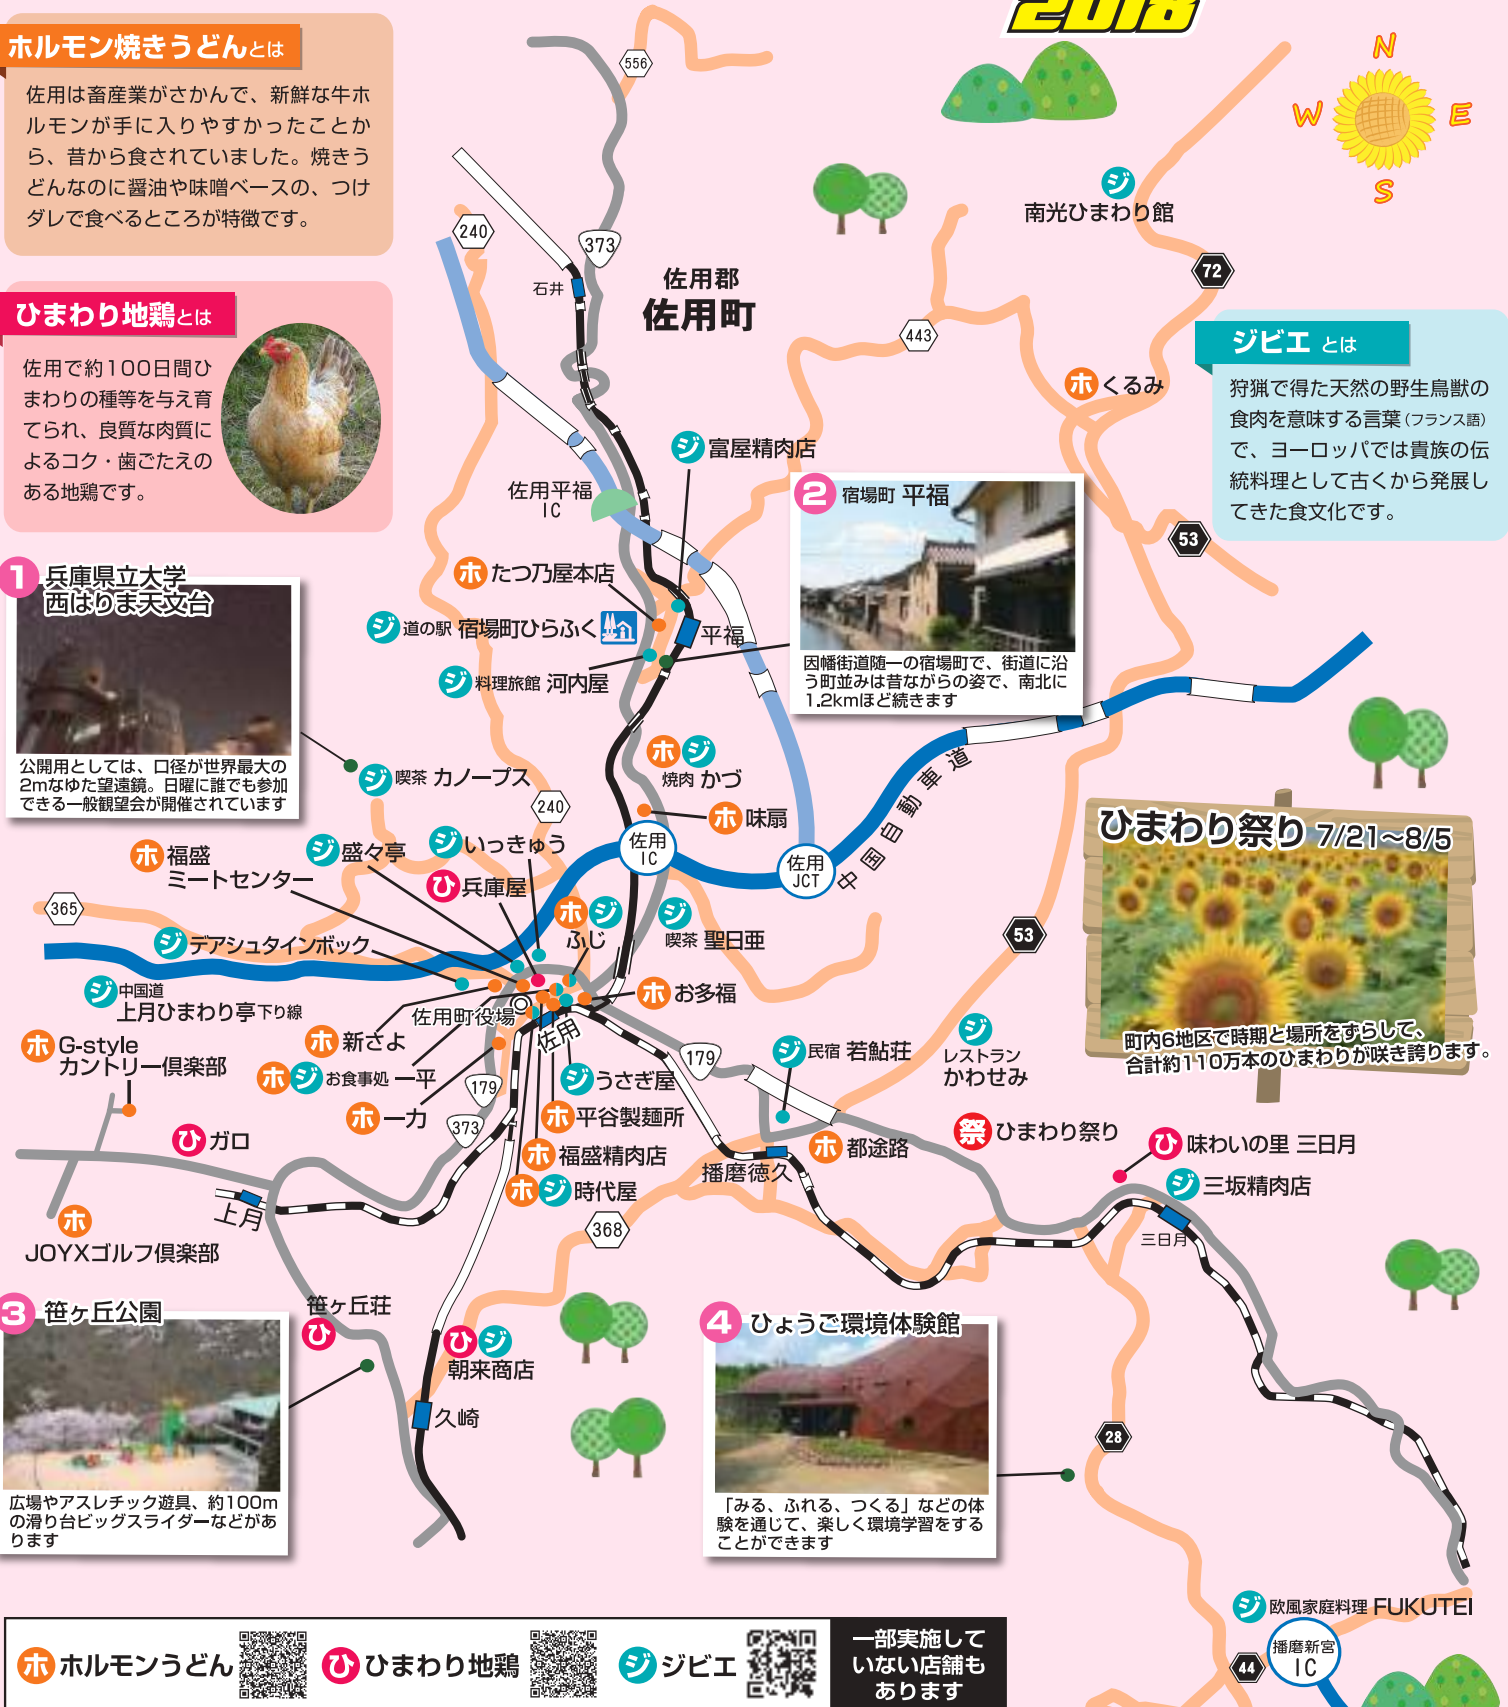 2018
ホルモン焼きうどんとは
佐用は畜産業がさかんで、新鮮な牛ホ
ルモンが手に入りやすかったことか
ら、昔から食されていました。焼きう
どんなのに醤油や味噌ベースの、つけ
ダレで食べるところが特徴です。
ひまわり地鶏とは
佐用で約100日間ひ
まわりの種等を与え育
てられ、良質な肉質に
よるコク・歯ごたえの
ある地鶏です。
N
W
E
S
ジ
南光ひまわり館
72
ジビエ とは
狩猟で得た天然の野生鳥獣の
食肉を意味する言葉(フランス語)
で、ヨーロッパでは貴族の伝
統料理として古くから発展し
てきた食文化です。
556
240
373
石井
佐用郡
佐用町
443
ホ くるみ
53
ジ 富屋精肉店
佐用平福
IC
2 宿場町 平福
因幡街道随一の宿場町で、街道に沿
う町並みは昔ながらの姿で、南北に
1.2kmほど続きます
1 兵庫県立大学
西はりま天文台
公開用としては、口径が世界最大の
2mなゆた望遠鏡。日曜に誰でも参加
できる一般観望会が開催されています
ホ たつ乃屋本店
ジ 道の駅 宿場町ひらふく
平福
ジ 料理旅館 河内屋
ホ ジ
焼肉 かづ
ジ 喫茶 カノープス
240
ホ 味扇
佐用
IC
佐用
JCT
中国自動車道
ひまわり祭り 7/21〜8/5
町内6地区で時期と場所をずらして、
合計約110万本のひまわりが咲き誇ります。
ホ 福盛
ミートセンター
ジ 盛々亭
ジ いっきゅう
ひ 兵庫屋
365
ホ ジ
ふじ
ジ
喫茶 聖日亜
53
ジ デアシュタインボック
ジ 中国道
上月ひまわり亭 下り線
佐用町役場
佐用
ホ お多福
ホ G-style
カントリー倶楽部
ホ 新さよ
ホ ジ お食事処 一平
ホ 一力
179
373
179
ジ うさぎ屋
ホ 平谷製麺所
ホ 福盛精肉店
ホ ジ 時代屋
ジ 民宿 若鮎荘
ジ
レストラン
かわせみ
祭 ひまわり祭り
ホ 都途路
播磨徳久
ひ ガロ
上月
ホ
JOYXゴルフ倶楽部
368
ひ 味わいの里 三日月
ジ 三坂精肉店
三日月
3 笹ヶ丘公園
広場やアスレチック遊具、約100m
の滑り台ビッグスライダーなどがあ
ります
笹ヶ丘荘
ひ
ひ ジ
朝来商店
久崎
4 ひょうご環境体験館
「みる、ふれる、つくる」などの体
験を通じて、楽しく環境学習をする
ことができます
28
ジ 欧風家庭料理 FUKUTEI
播磨新宮
IC
44
ホ ホルモンうどん
ひ ひまわり地鶏
ジ ジビエ
一部実施して
いない店舗も
あります